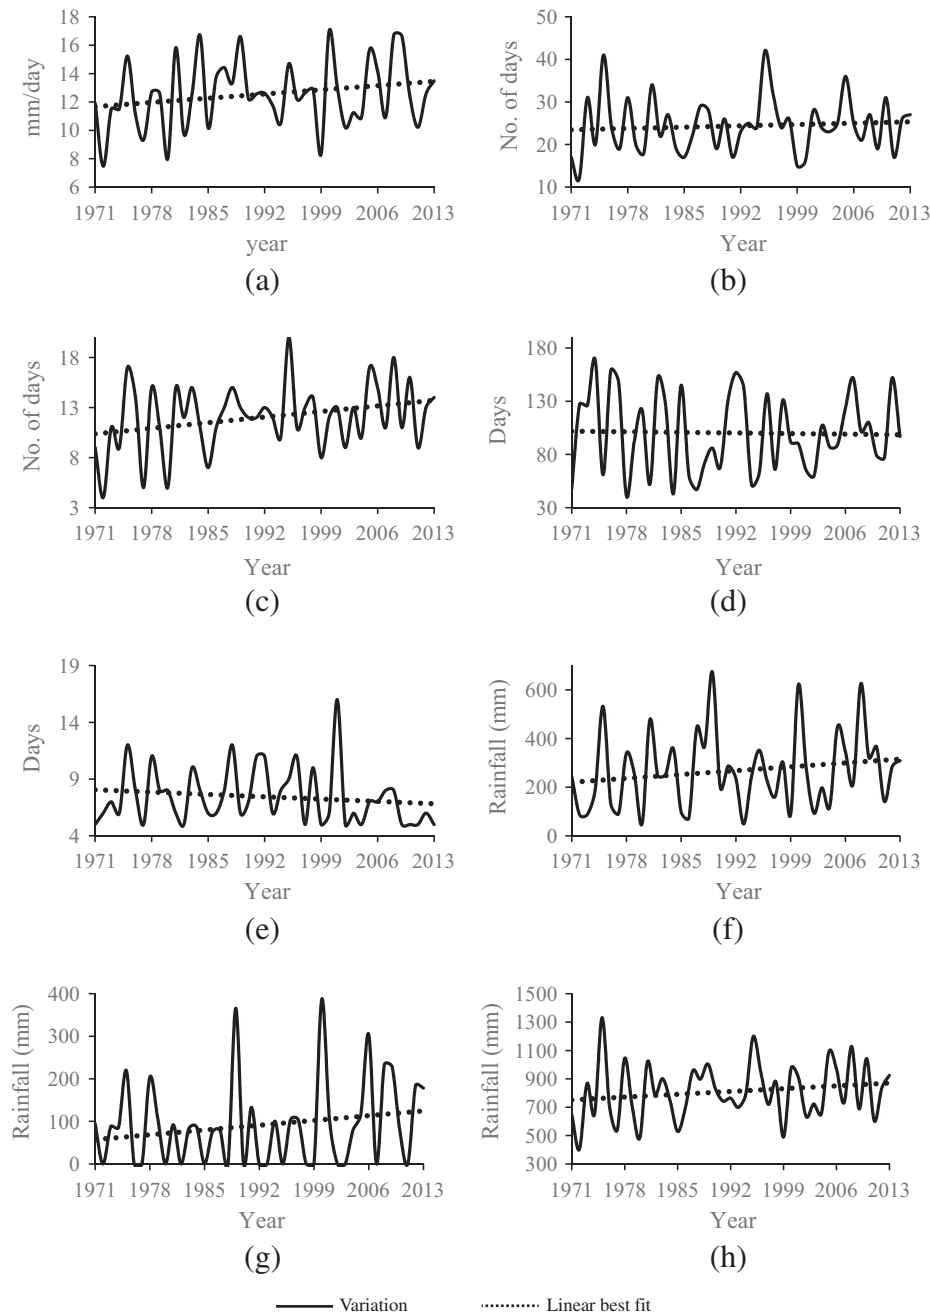 18
16
14
12
10
8
6
mm/day
1971 1978 1985 1992 1999 2006 2013
year
(a)
50
40
30
20
10
No. of days
1971 1978 1985 1992 1999 2006 2013
Year
(b)
18
13
8
3
No. of days
1971 1978 1985 1992 1999 2006 2013
Year
(c)
180
130
80
30
Days
1971 1978 1985 1992 1999 2006 2013
Year
(d)
19
14
9
4
Days
1971 1978 1985 1992 1999 2006 2013
Year
(e)
600
400
200
0
Rainfall (mm)
1971 1978 1985 1992 1999 2006 2013
Year
(f)
400
300
200
100
0
Rainfall (mm)
1971 1978 1985 1992 1999 2006 2013
Year
(g)
1500
1300
1100
900
700
500
300
Rainfall (mm)
1971 1978 1985 1992 1999 2006 2013
Year
(h)
Variation Linear best fit